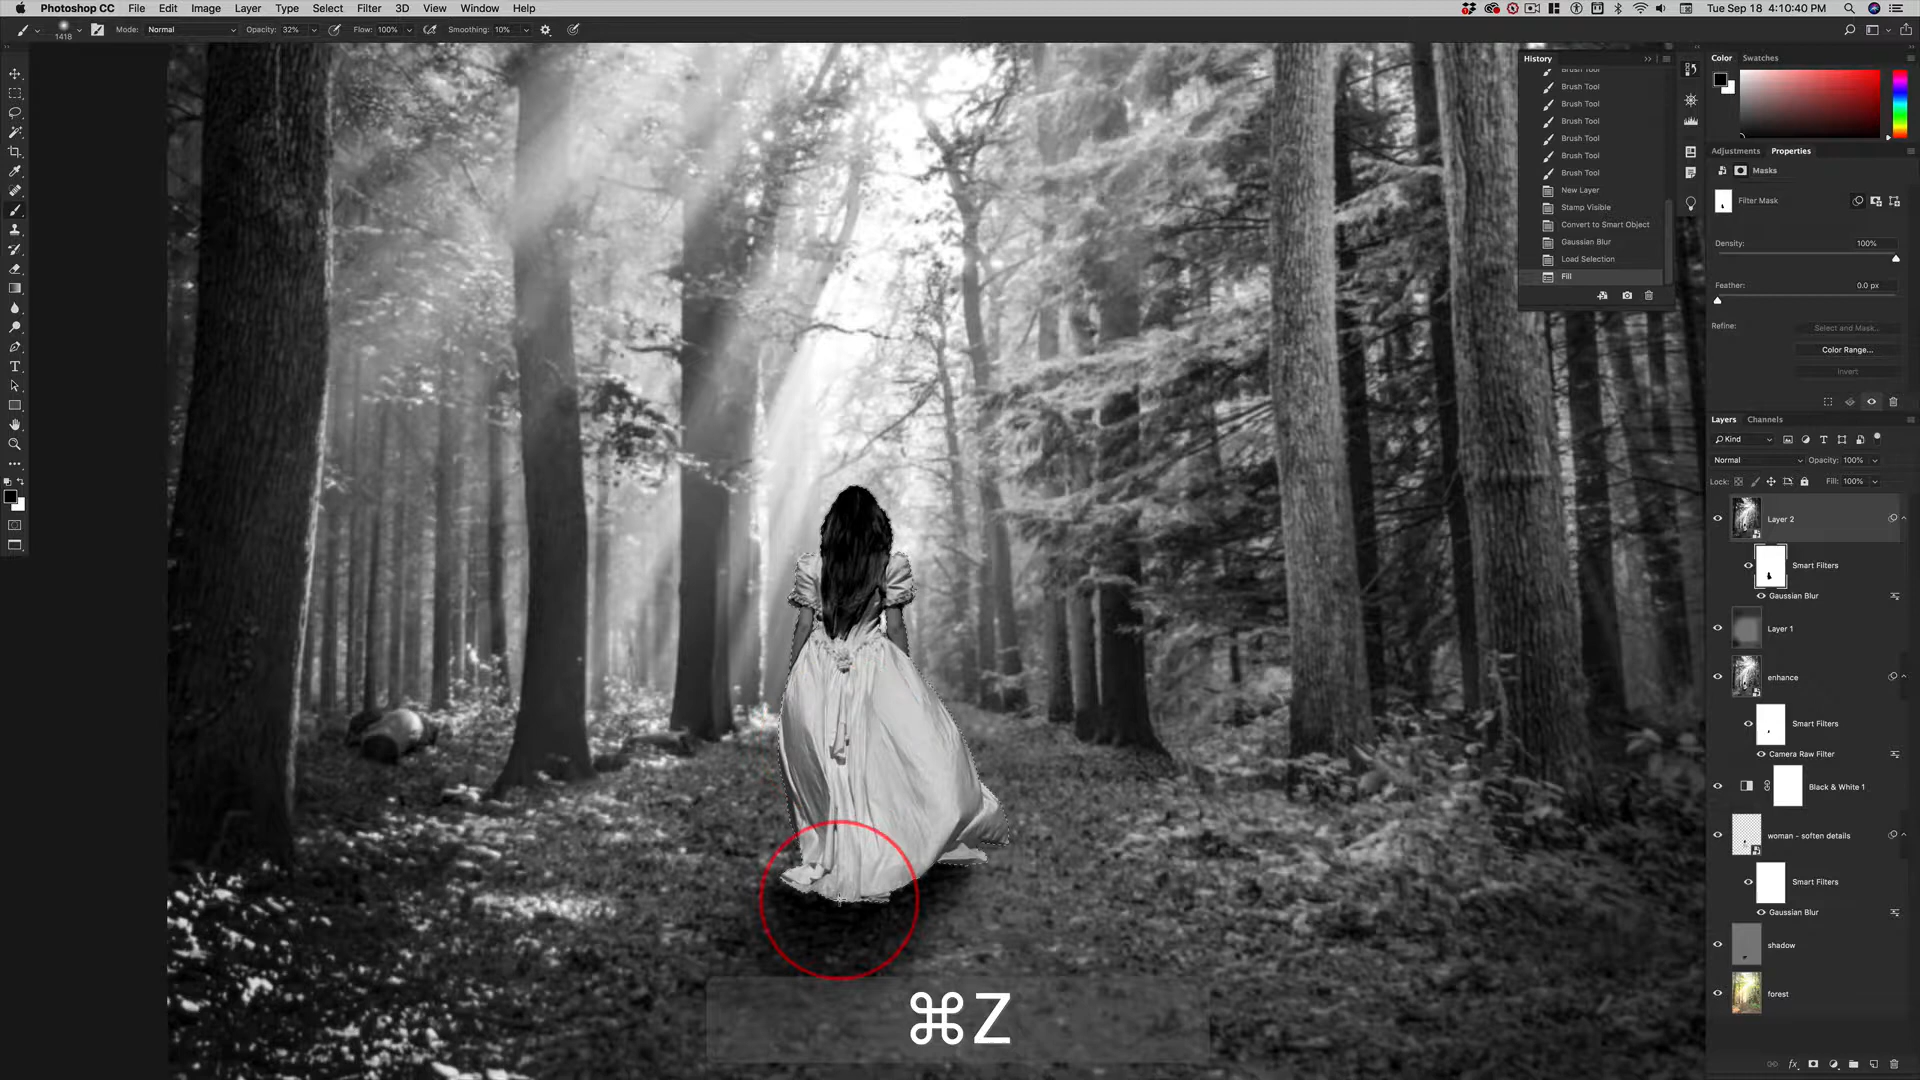 Photoshop CC File Edit Image Layer Type Select Filter 3D View Window Help
Tue Sep 18 4:10:40 PM
1418
Mode: Normal
Opacity: 32%
Flow: 100%
Smoothing: 10%
History
Brush Tool
Brush Tool
Brush Tool
Brush Tool
Brush Tool
Brush Tool
Brush Tool
New Layer
Stamp Visible
Convert to Smart Object
Gaussian Blur
Load Selection
Fill
Color Swatches
Adjustments Properties
Masks
Filter Mask
Density: 100%
Feather: 0.0 px
Refine: Select and Mask...
Color Range...
Invert
Layers Channels
Kind
Normal Opacity: 100%
Lock: Fill: 100%
Layer 2
Smart Filters
Gaussian Blur
Layer 1
enhance
Smart Filters
Camera Raw Filter
Black & White 1
woman - soften details
Smart Filters
Gaussian Blur
shadow
forest
fx
⌘Z